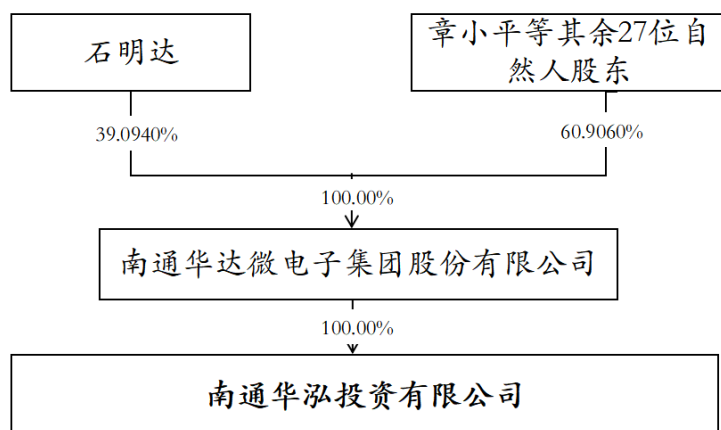 石明达
章小平等其余27位自
然人股东
39.0940%
60.9060%
100.00%
南通华达微电子集团股份有限公司
100.00%
南通华泓投资有限公司